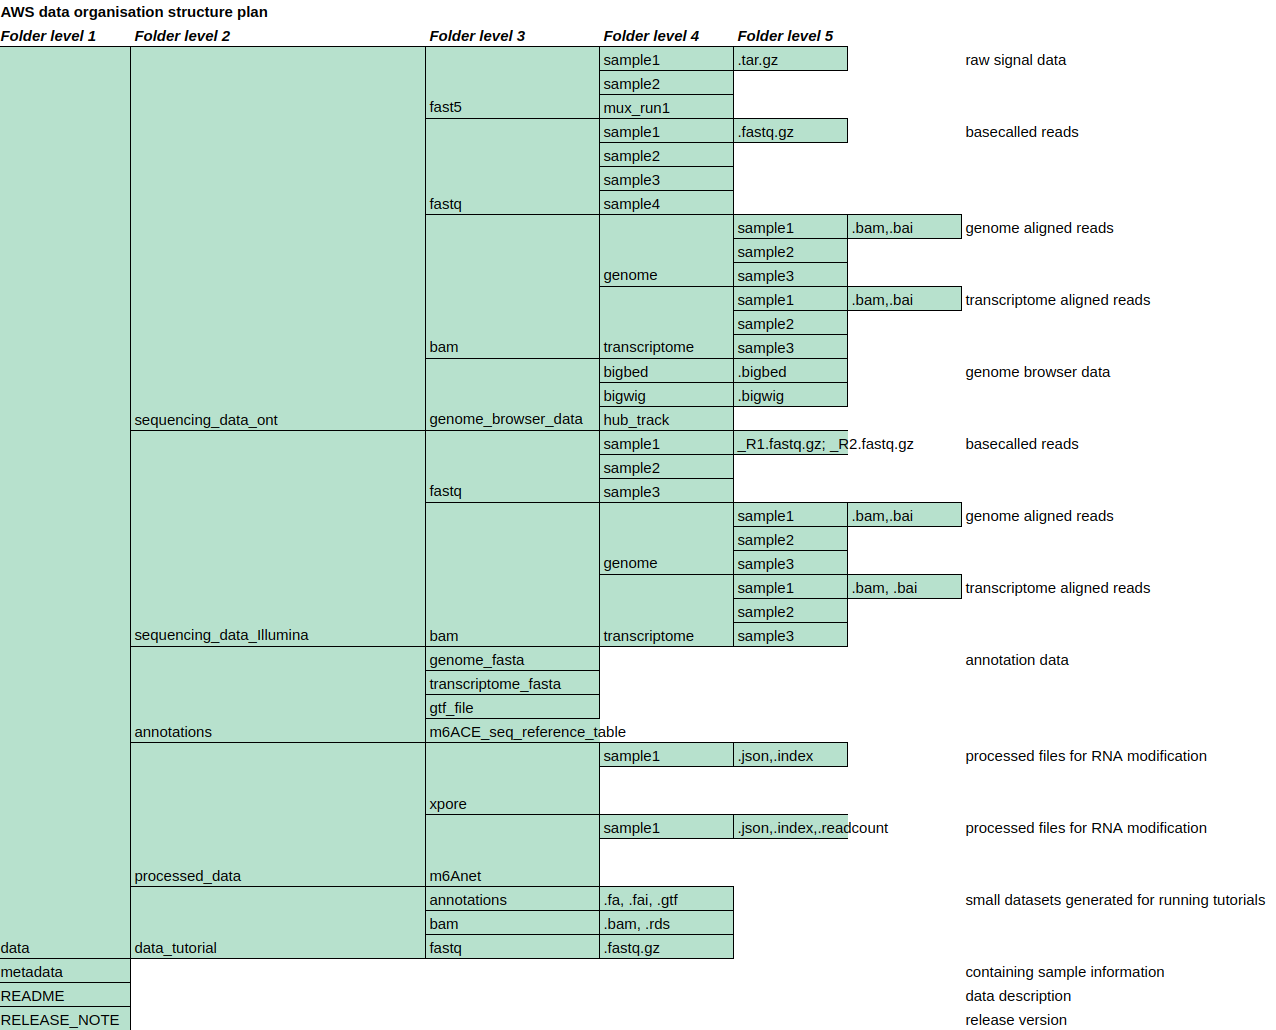 AWS data organisation structure plan
Folder level 1 Folder level 2 Folder level 3 Folder level 4 Folder level 5
sample1 .tar.gz raw signal data
sample2
fast5 mux_run1
sample1 .fastq.gz basecalled reads
sample2
sample3
fastq sample4
sample1 .bam,.bai genome aligned reads
sample2
genome sample3
sample1 .bam,.bai transcriptome aligned reads
sample2
bam transcriptome sample3
bigbed .bigbed genome browser data
bigwig .bigwig
sequencing_data_ont genome_browser_data hub_track
sample1 _R1.fastq.gz; _R2.fastq.gz basecalled reads
sample2
fastq sample3
sample1 .bam,.bai genome aligned reads
sample2
genome sample3
sample1 .bam, .bai transcriptome aligned reads
sample2
sequencing_data_Illumina bam transcriptome sample3
genome_fasta annotation data
transcriptome_fasta
gtf_file
annotations m6ACE_seq_reference_table
sample1 .json,.index processed files for RNA modification
xpore
sample1 .json,.index,.readcount processed files for RNA modification
processed_data m6Anet
annotations .fa, .fai, .gtf small datasets generated for running tutorials
bam .bam, .rds
data data_tutorial fastq .fastq.gz
metadata containing sample information
README data description
RELEASE_NOTE release version